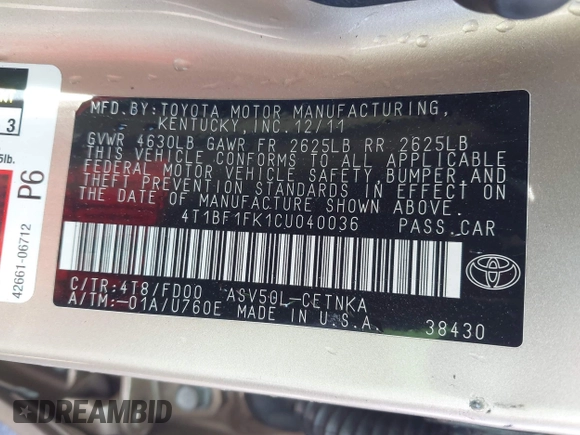 MFD.BY:TOYOTA MOTOR MANUFACTURING,
KENTUCKY, INC.12/11
GVWR 4630LB GAWR FR 2625LB RR 2625LB
THIS VEHICLE CONFORMS TO ALL APPLICABLE
FEDERAL MOTOR VEHICLE SAFETY, BUMPER, AND
THEFT PREVENTION STANDARDS IN EFFECT ON
THE DATE OF MANUFACTURE SHOWN ABOVE.
4T1BF1FK1CU040036 PASS.CAR
C/TR:4T8/FD00 ASV50L-CETNKA
A/TM:-01A/U760E MADE IN U.S.A.
38430
3
5lb.
P6
42661-06712
DREAMBID